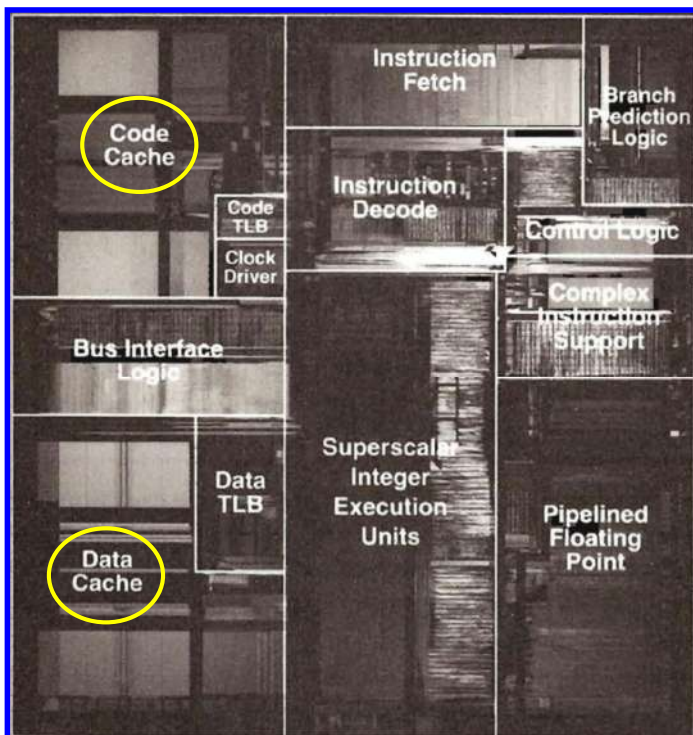 Instruction
Fetch
Branch
Prediction
Logic
Code
Cache
Instruction
Decode
Code
TLB
Control Logic
Clock
Driver
Complex
Instruction
Support
Bus Interface
Logic
Superscalar
Integer
Execution
Units
Data
TLB
Pipelined
Floating
Point
Data
Cache